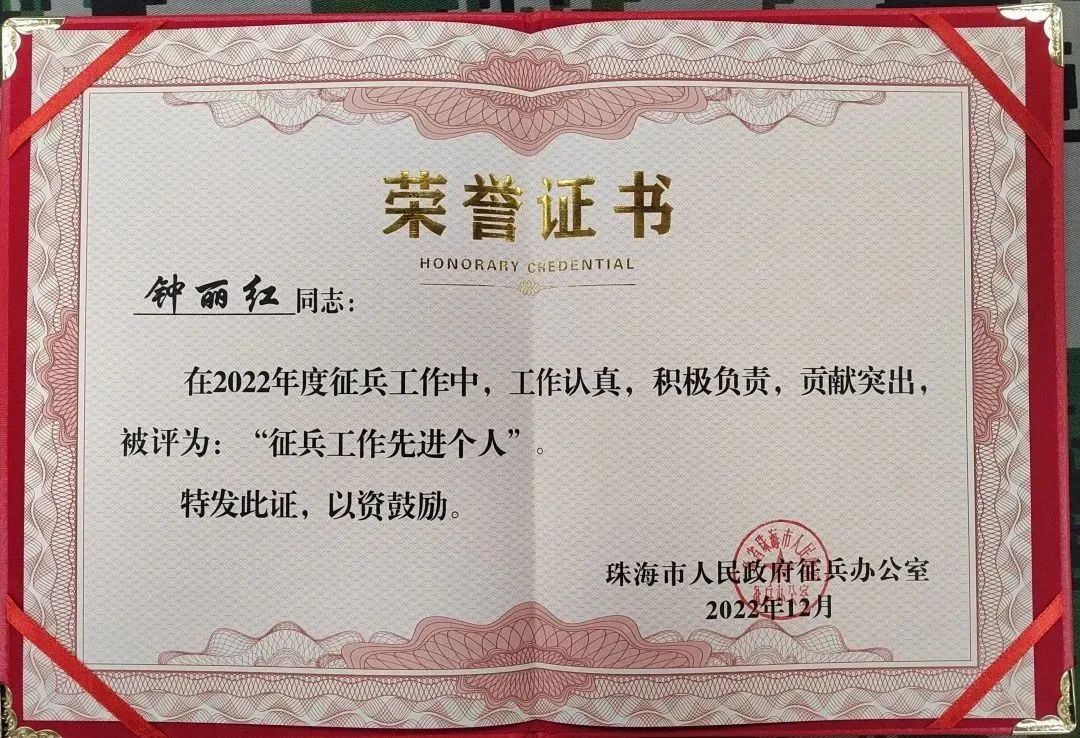 荣誉证书
HONORARY CREDENTIAL
钟丽红同志：
在2022年度征兵工作中，工作认真，积极负责，贡献突出，
被评为：“征兵工作先进个人”。
特发此证，以资鼓励。
珠海市人民政府征兵办公室
2022年12月